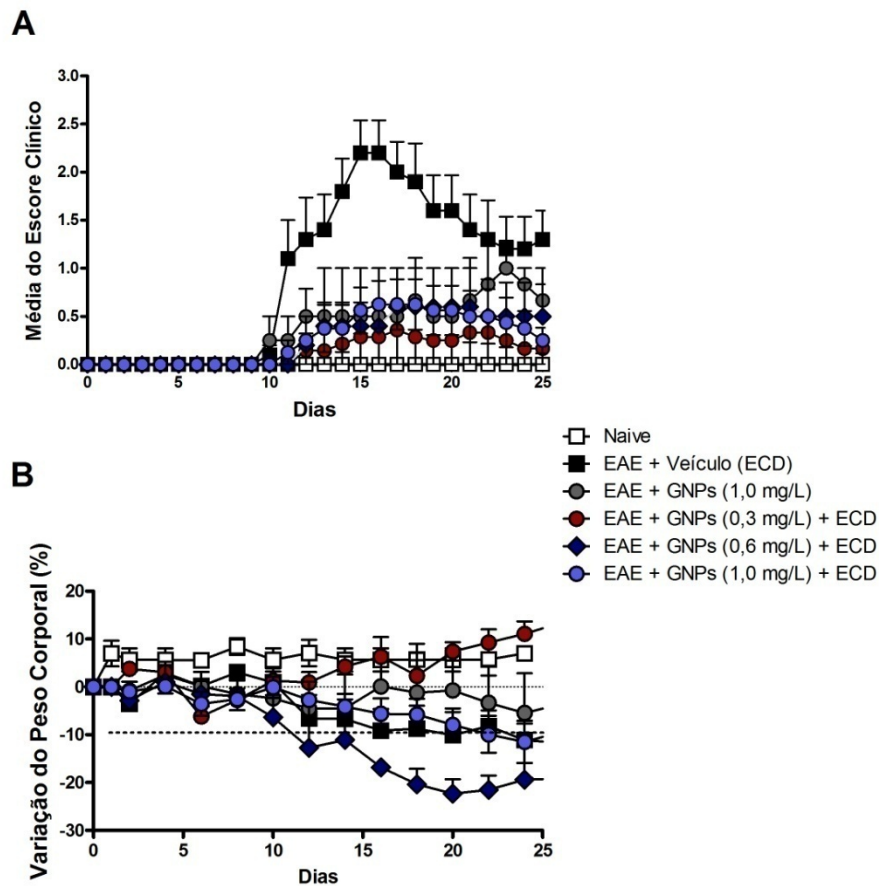 A
Média do Escore Clínico
3.0
2.5
2.0
1.5
1.0
0.5
0.0
0 5 10 15 20 25
Dias
Naive
EAE + Veículo (ECD)
EAE + GNPs (1,0 mg/L)
EAE + GNPs (0,3 mg/L) + ECD
EAE + GNPs (0,6 mg/L) + ECD
EAE + GNPs (1,0 mg/L) + ECD
B
Variação do Peso Corporal (%)
20
10
0
-10
-20
-30
0 5 10 15 20 25
Dias